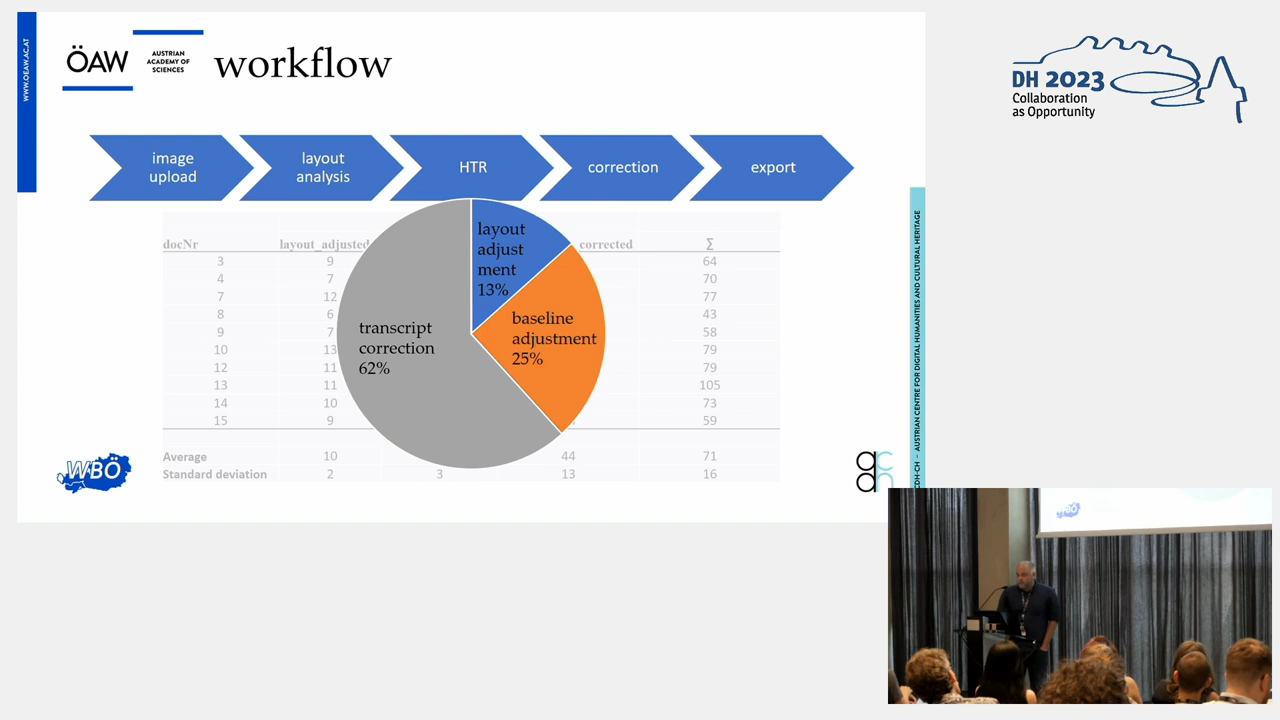 WWW.OEAW.AC.AT
ÖAW
AUSTRIAN
ACADEMY OF
SCIENCES
workflow
image
upload
layout
analysis
HTR
correction
export
docNr layout_adjusted corrected Σ
3 9 64
4 7 70
7 12 77
8 6 43
9 7 58
10 13 79
12 11 79
13 11 105
14 10 73
15 9 59
Average 10 44 71
Standard deviation 2 3 13 16
layout
adjust
ment
13%
baseline
adjustment
25%
transcript
correction
62%
WBÖ
CDH-CH – AUSTRIAN CENTRE FOR DIGITAL HUMANITIES AND CULTURAL HERITAGE
DH 2023
Collaboration
as Opportunity
WBÖ